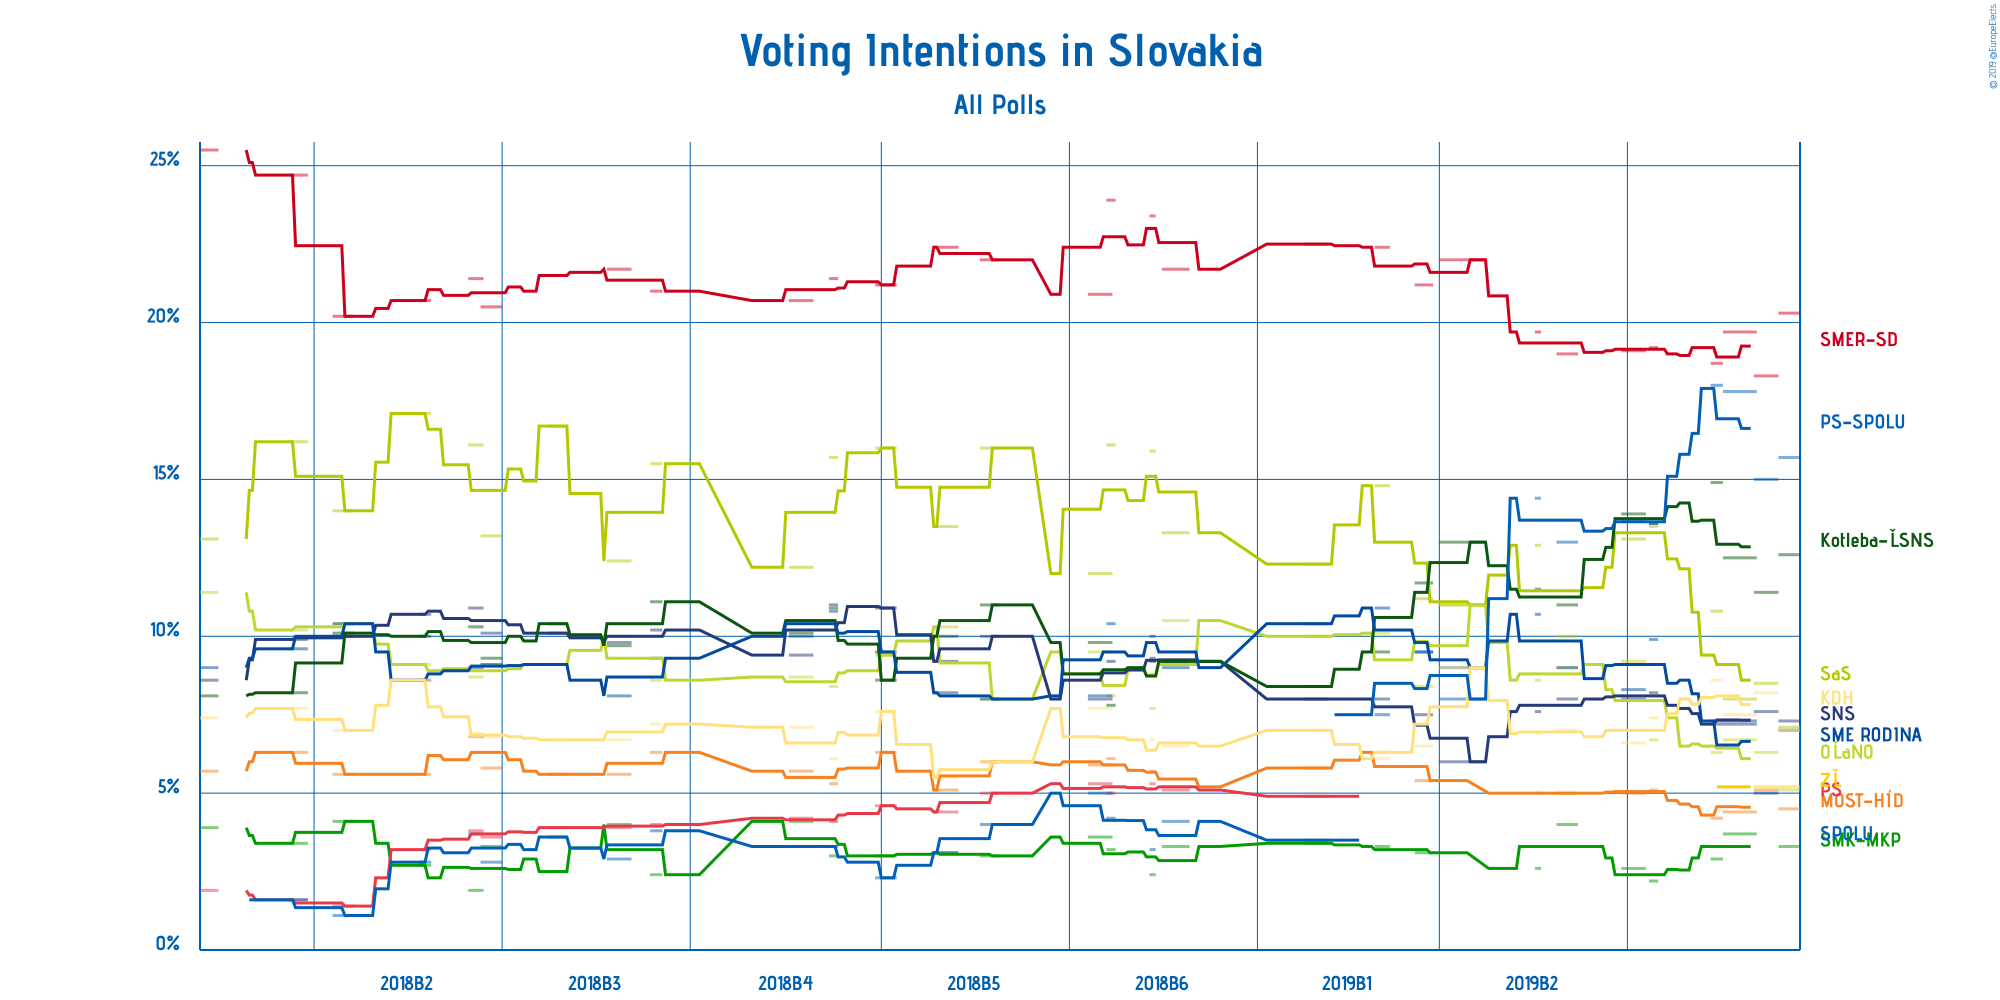 Voting Intentions in Slovakia
All Polls
© 2019 @EuropeElects
25%
20%
15%
10%
5%
0%
SMER-SD
PS-SPOLU
Kotleba-ĽSNS
SaS
KDH
SNS
SME RODINA
OĽaNO
ZĽ
PS
MOST-HÍD
SPOLU
SMK-MKP
2018B2 2018B3 2018B4 2018B5 2018B6 2019B1 2019B2